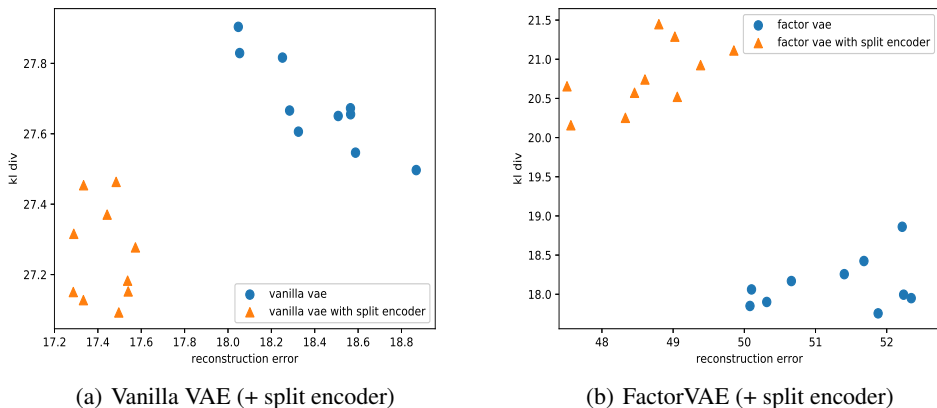 27.8
27.6
27.4
27.2
kl div
17.2 17.4 17.6 17.8 18.0 18.2 18.4 18.6 18.8
reconstruction error
vanilla vae
vanilla vae with split encoder
(a) Vanilla VAE (+ split encoder)
21.5
21.0
20.5
20.0
19.5
19.0
18.5
18.0
kl div
48 49 50 51 52
reconstruction error
factor vae
factor vae with split encoder
(b) FactorVAE (+ split encoder)